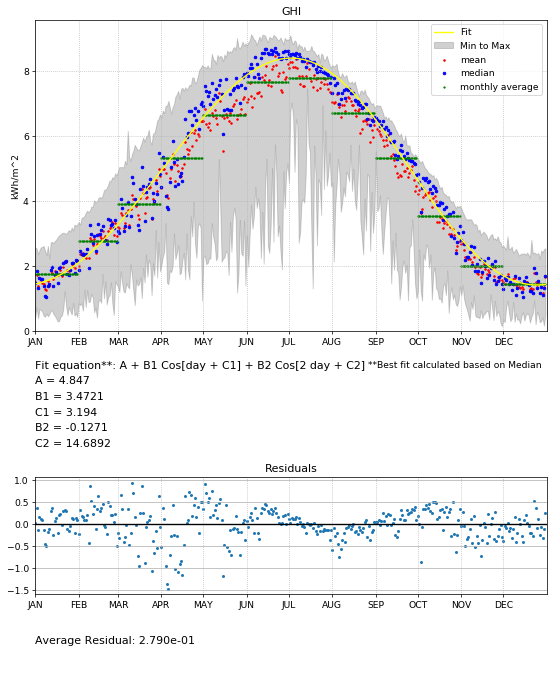 GHI
Fit
Min to Max
mean
median
monthly average
kWh/m^2
8
6
4
2
0
JAN FEB MAR APR MAY JUN JUL AUG SEP OCT NOV DEC
Fit equation**: A + B1 Cos[day + C1] + B2 Cos[2 day + C2] **Best fit calculated based on Median
A = 4.847
B1 = 3.4721
C1 = 3.194
B2 = -0.1271
C2 = 14.6892
Residuals
1.0
0.5
0.0
−0.5
−1.0
−1.5
JAN FEB MAR APR MAY JUN JUL AUG SEP OCT NOV DEC
Average Residual: 2.790e-01